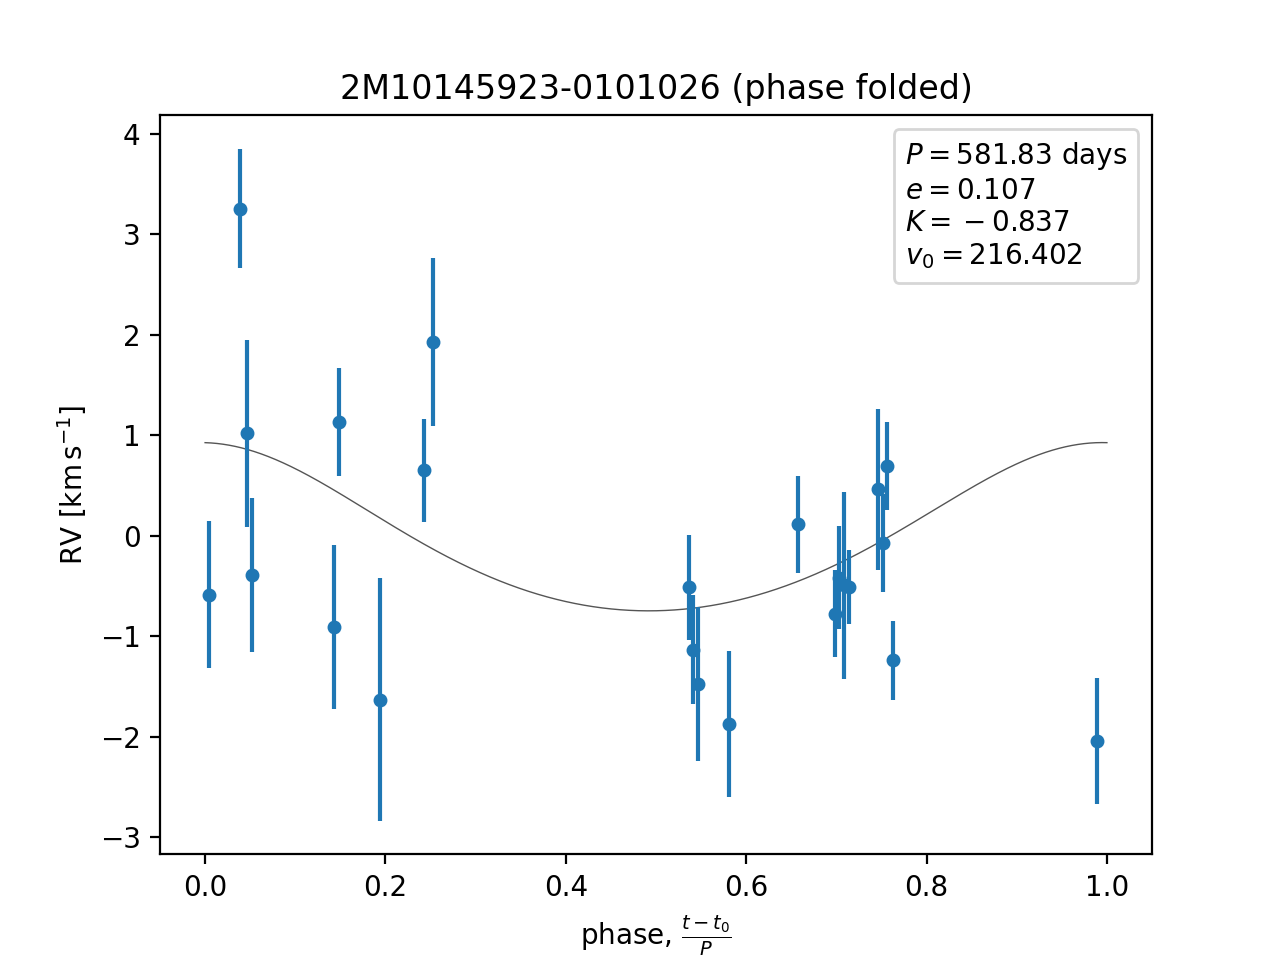 2M10145923-0101026 (phase folded)
P = 581.83 days
e = 0.107
K = −0.837
v₀ = 216.402
4
3
2
1
0
−1
−2
−3
RV [km s⁻¹]
0.0 0.2 0.4 0.6 0.8 1.0
phase, (t − t₀)/P